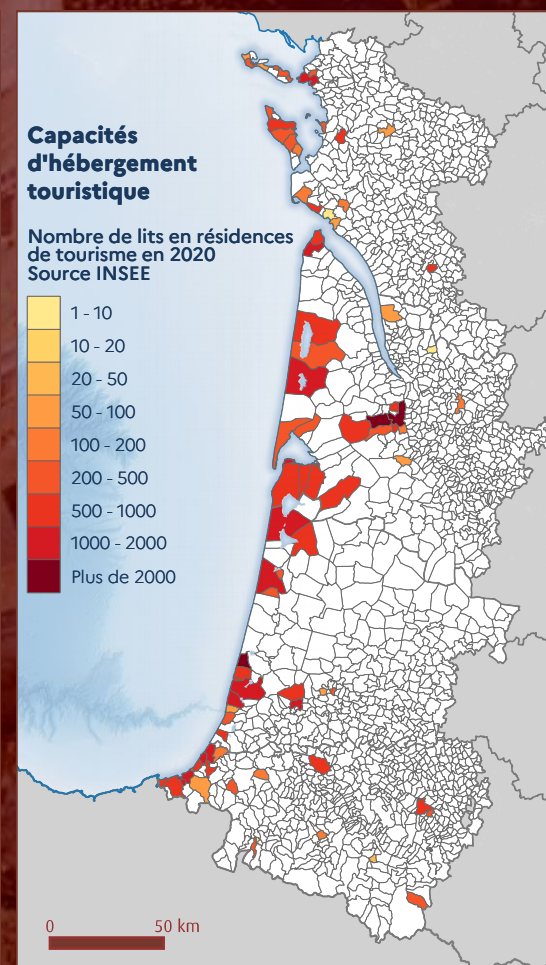 Capacités
d'hébergement
touristique
Nombre de lits en résidences
de tourisme en 2020
Source INSEE
1 - 10
10 - 20
20 - 50
50 - 100
100 - 200
200 - 500
500 - 1000
1000 - 2000
Plus de 2000
0 50 km